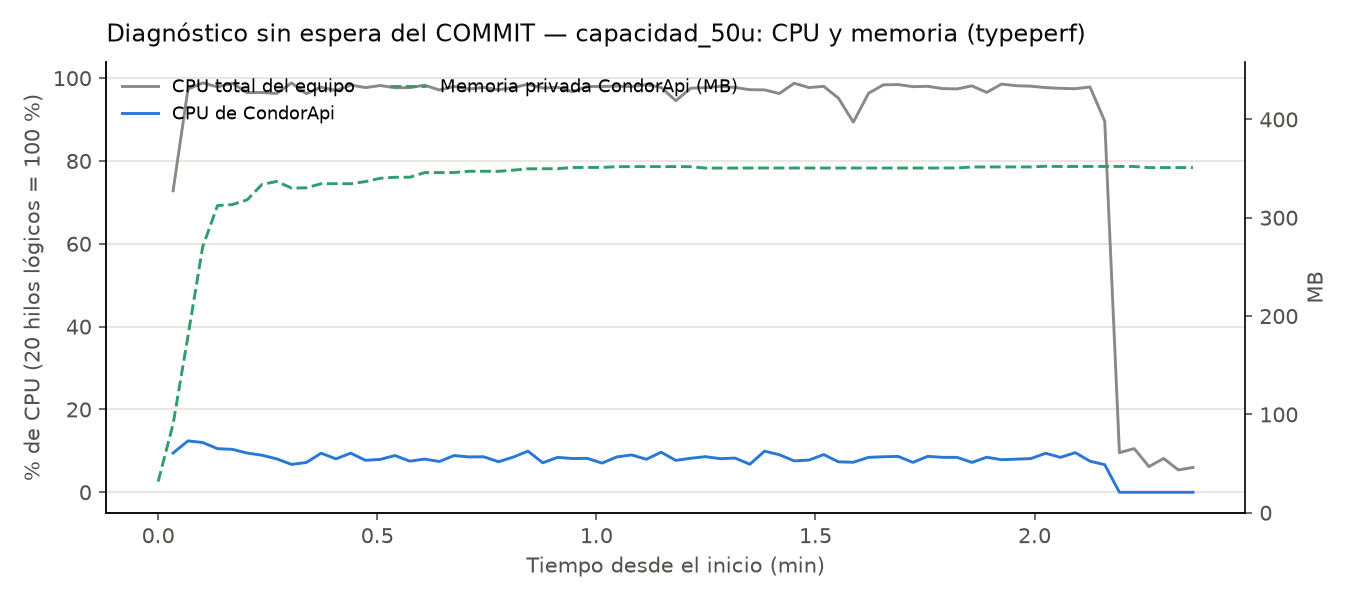 Diagnóstico sin espera del COMMIT — capacidad_50u: CPU y memoria (typeperf)
CPU total del equipo
CPU de CondorApi
Memoria privada CondorApi (MB)
% de CPU (20 hilos lógicos = 100 %)
100
80
60
40
20
0
400
300
200
100
0
MB
0.0
0.5
1.0
1.5
2.0
Tiempo desde el inicio (min)